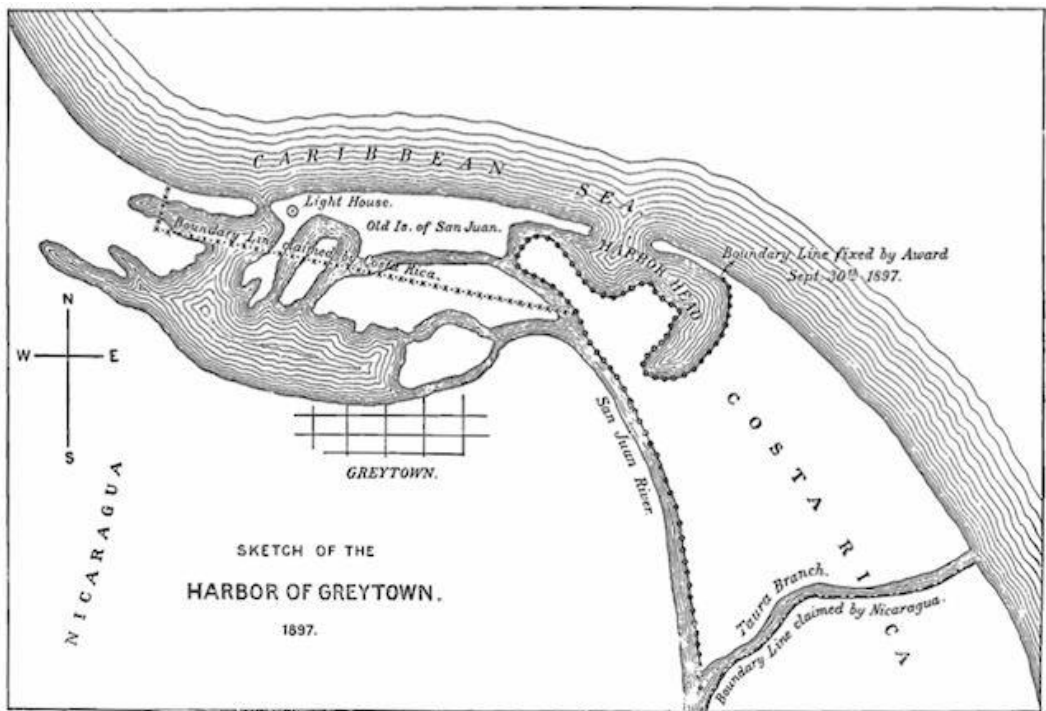 CARIBBEAN SEA
Light House.
Old Is. of San Juan.
HARBOR HEAD
Boundary Line claimed by Costa Rica.
Boundary Line fixed by Award
Sept. 30th 1897.
N
W E
S
COSTA RICA
San Juan River.
GREYTOWN.
NICARAGUA
SKETCH OF THE
HARBOR OF GREYTOWN.
1897.
Taura Branch.
Boundary Line claimed by Nicaragua.